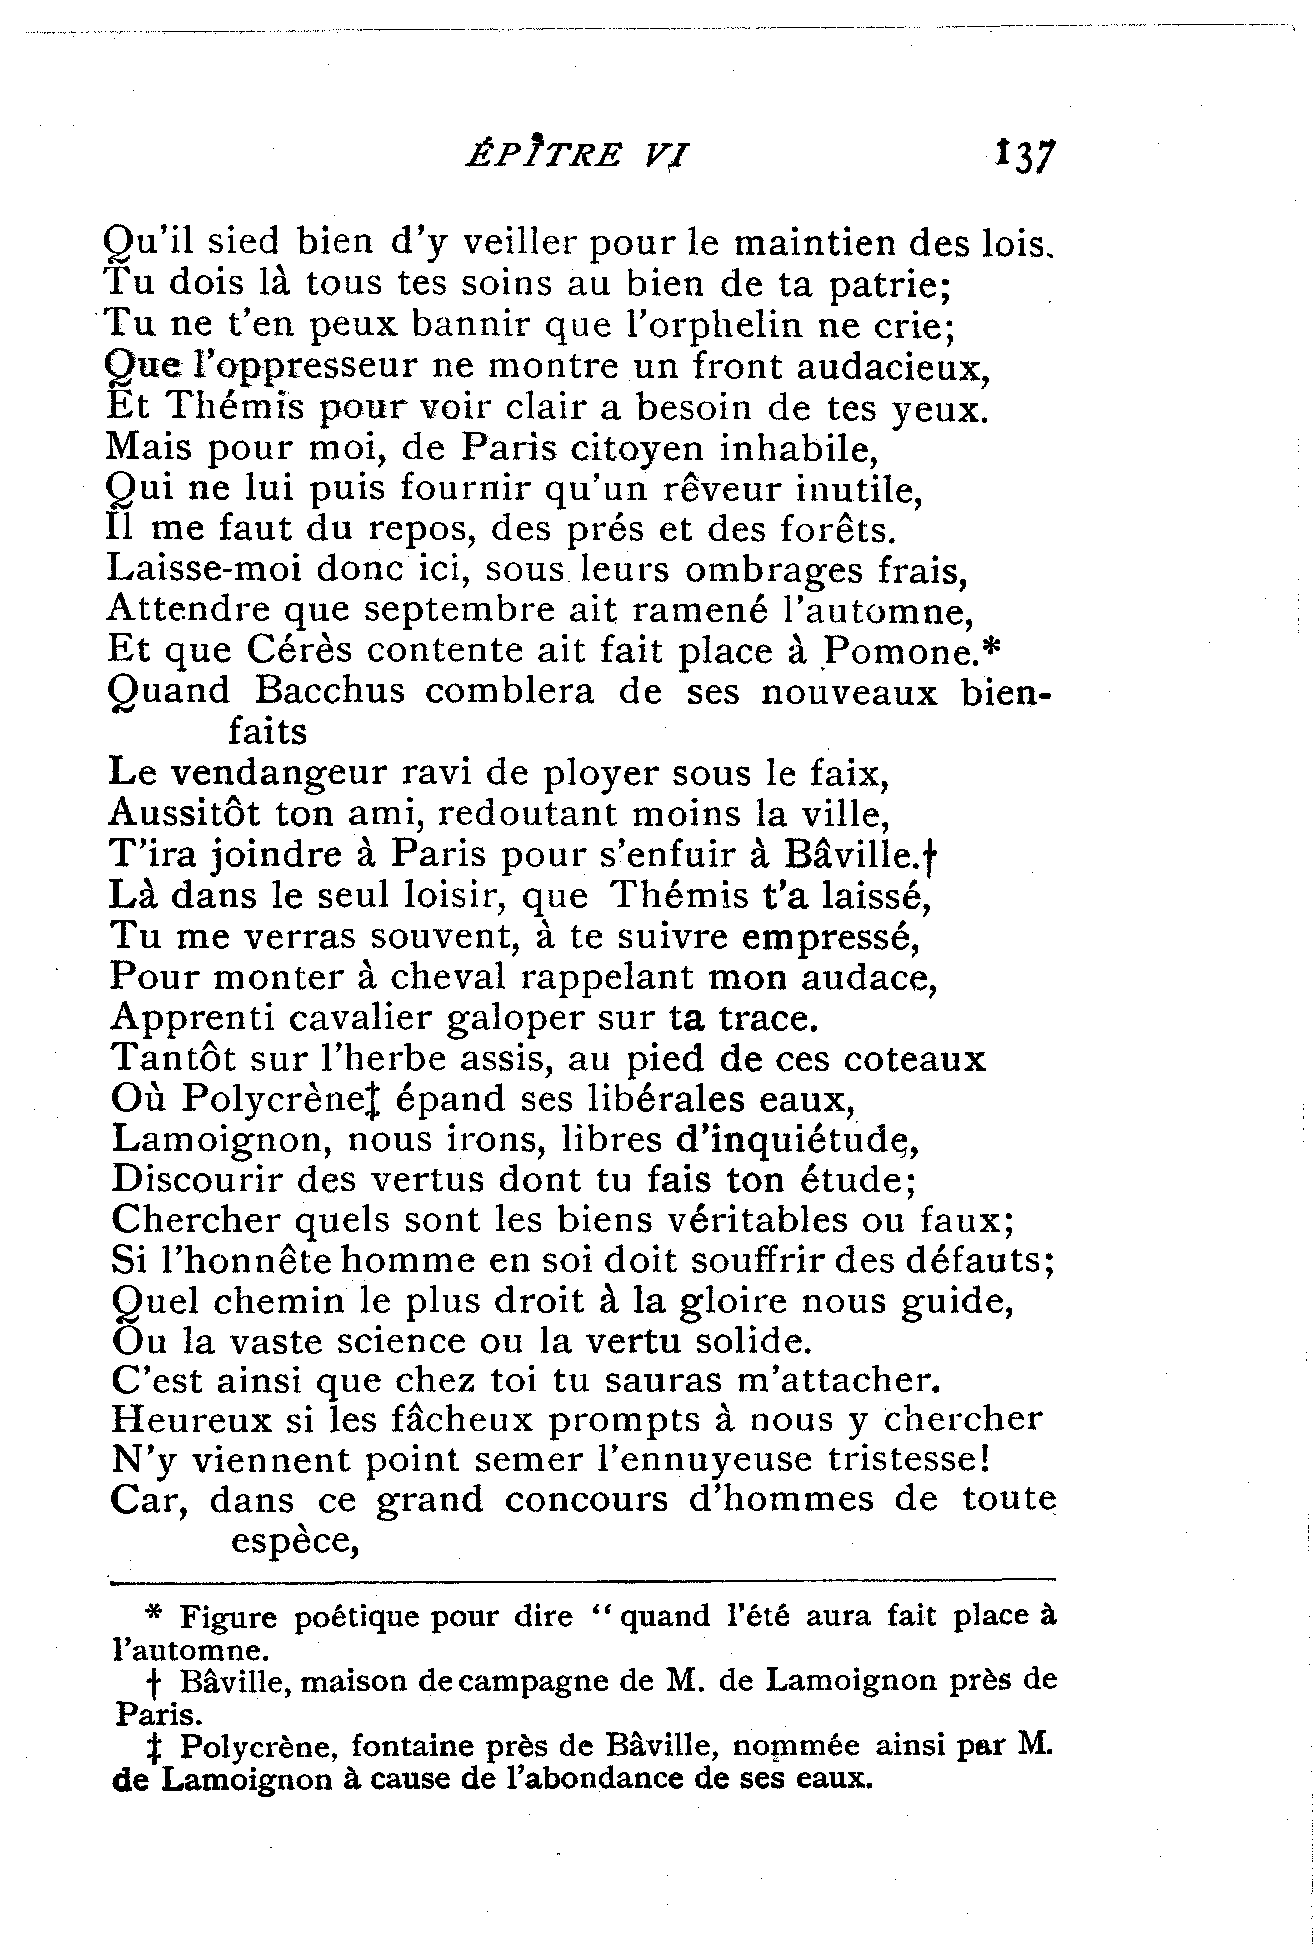 ÉPÎTRE VI 137
Qu'il sied bien d'y veiller pour le maintien des lois.
Tu dois là tous tes soins au bien de ta patrie;
Tu ne t'en peux bannir que l'orphelin ne crie;
Que l'oppresseur ne montre un front audacieux,
Et Thémis pour voir clair a besoin de tes yeux.
Mais pour moi, de Paris citoyen inhabile,
Qui ne lui puis fournir qu'un rêveur inutile,
Il me faut du repos, des prés et des forêts.
Laisse-moi donc ici, sous leurs ombrages frais,
Attendre que septembre ait ramené l'automne,
Et que Cérès contente ait fait place à Pomone.*
Quand Bacchus comblera de ses nouveaux bien-
faits
Le vendangeur ravi de ployer sous le faix,
Aussitôt ton ami, redoutant moins la ville,
T'ira joindre à Paris pour s'enfuir à Bâville.†
Là dans le seul loisir, que Thémis t'a laissé,
Tu me verras souvent, à te suivre empressé,
Pour monter à cheval rappelant mon audace,
Apprenti cavalier galoper sur ta trace.
Tantôt sur l'herbe assis, au pied de ces coteaux
Où Polycrène‡ épand ses libérales eaux,
Lamoignon, nous irons, libres d'inquiétude,
Discourir des vertus dont tu fais ton étude;
Chercher quels sont les biens véritables ou faux;
Si l'honnête homme en soi doit souffrir des défauts;
Quel chemin le plus droit à la gloire nous guide,
Ou la vaste science ou la vertu solide.
C'est ainsi que chez toi tu sauras m'attacher.
Heureux si les fâcheux prompts à nous y chercher
N'y viennent point semer l'ennuyeuse tristesse!
Car, dans ce grand concours d'hommes de toute
espèce,
* Figure poétique pour dire “ quand l'été aura fait place à
l'automne.
† Bâville, maison de campagne de M. de Lamoignon près de
Paris.
‡ Polycrène, fontaine près de Bâville, nommée ainsi par M.
de Lamoignon à cause de l'abondance de ses eaux.